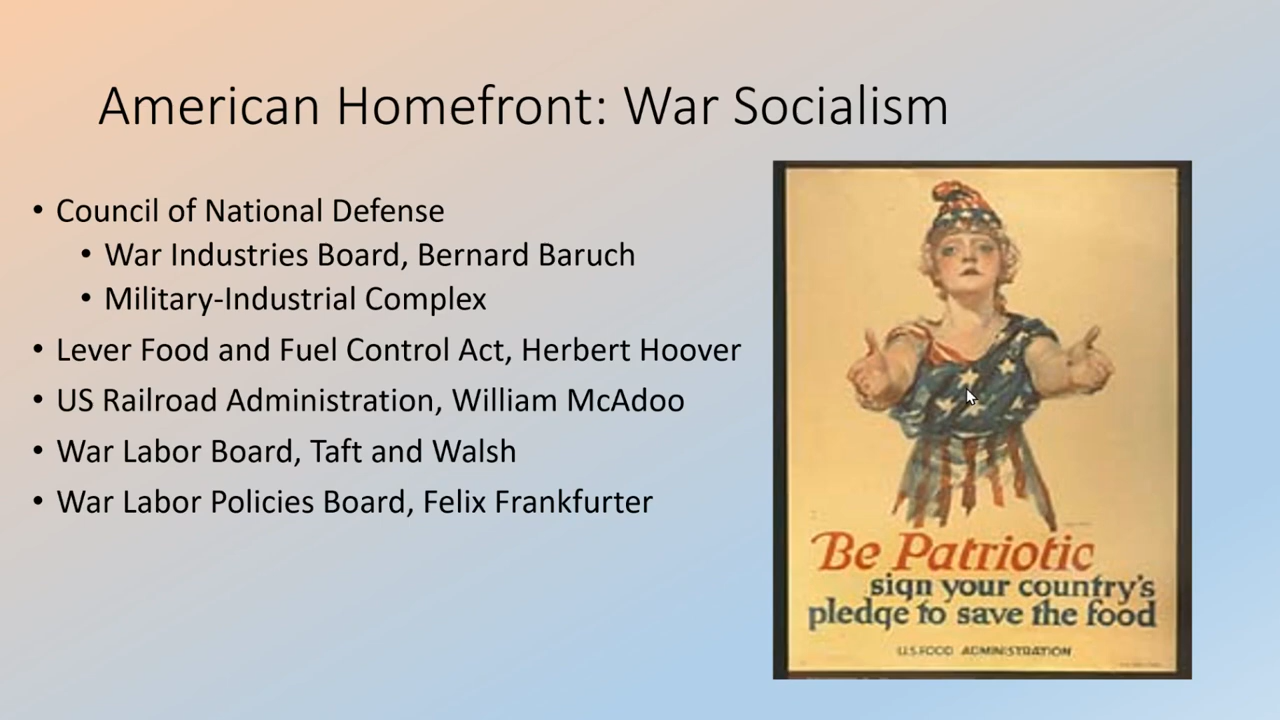 American Homefront: War Socialism
• Council of National Defense
• War Industries Board, Bernard Baruch
• Military-Industrial Complex
• Lever Food and Fuel Control Act, Herbert Hoover
• US Railroad Administration, William McAdoo
• War Labor Board, Taft and Walsh
• War Labor Policies Board, Felix Frankfurter
Be Patriotic
sign your country's
pledge to save the food
U.S. FOOD ADMINISTRATION